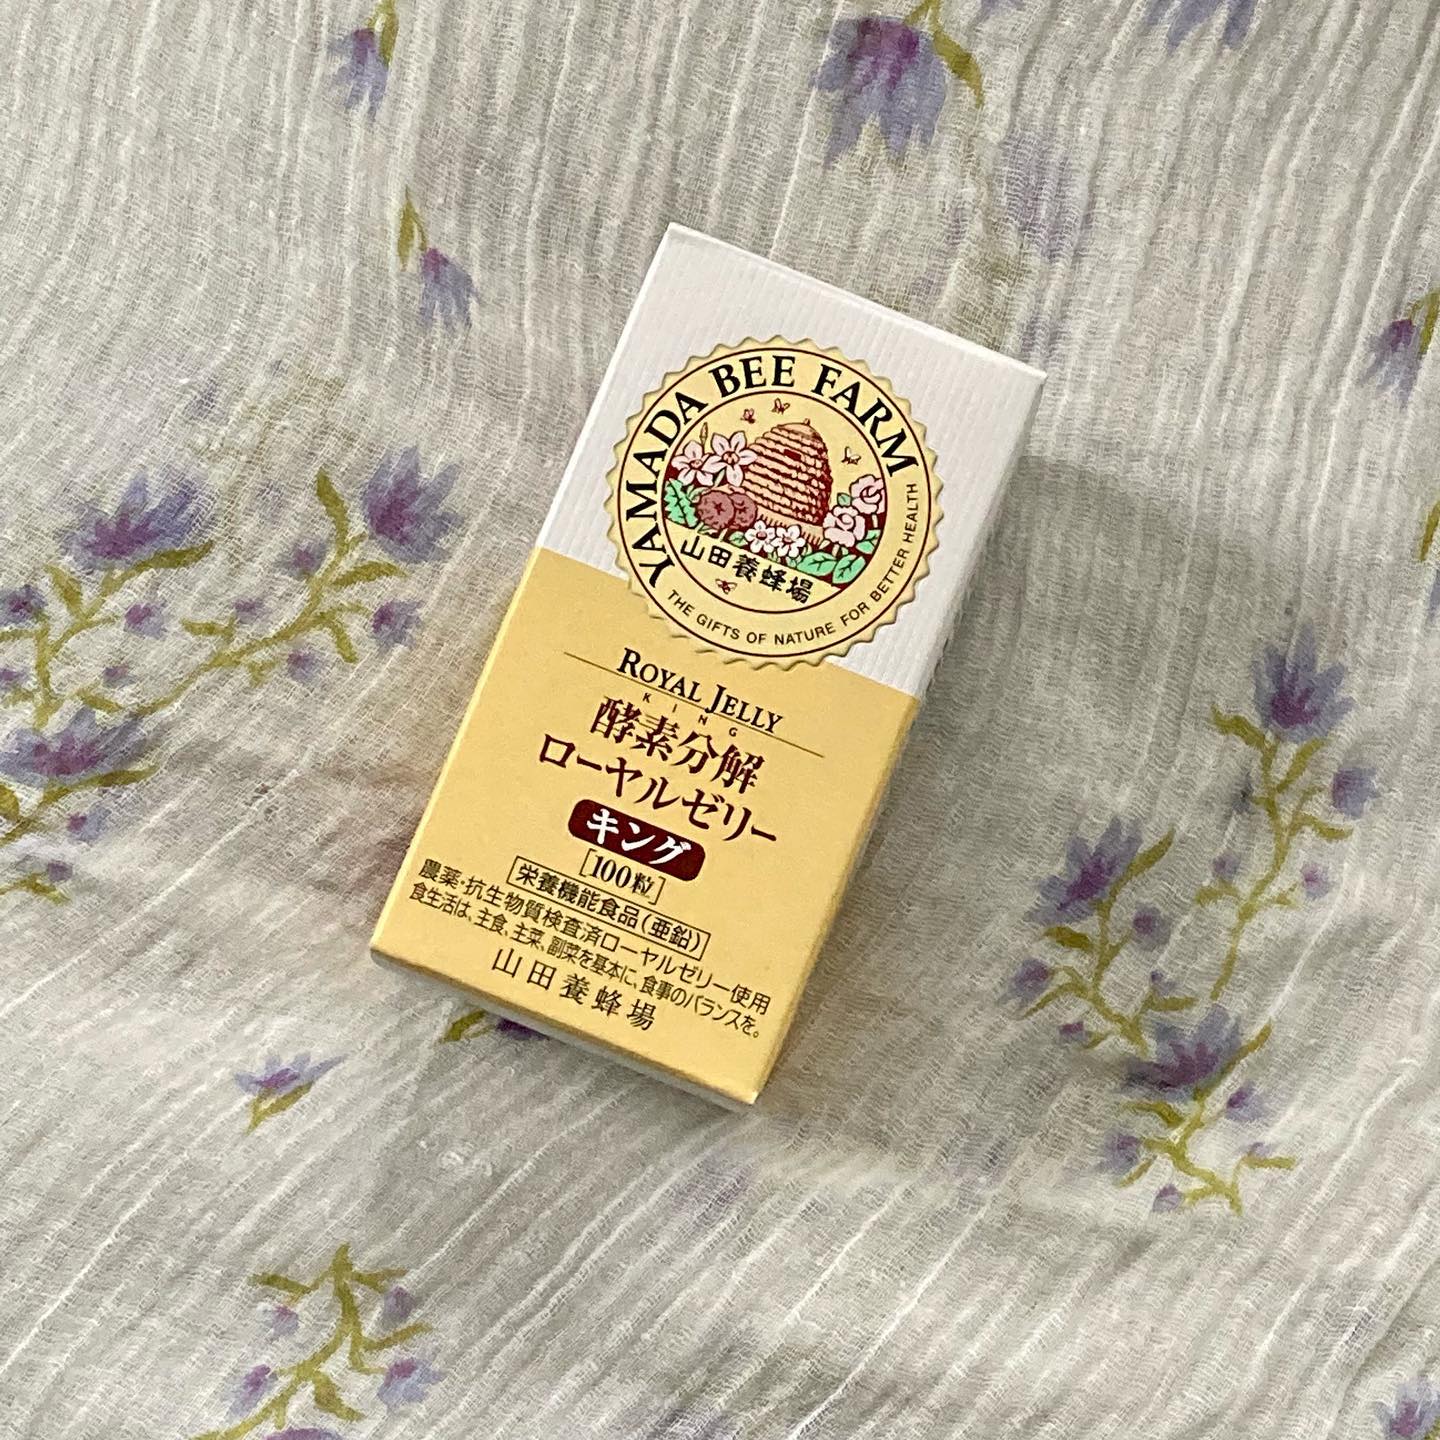 YAMADA BEE FARM
山田養蜂場
THE GIFTS OF NATURE FOR BETTER HEALTH
ROYAL JELLY
KING
酵素分解
ローヤルゼリー
キング
[100粒]
栄養機能食品(亜鉛)
農薬・抗生物質検査済ローヤルゼリー使用
食生活は、主食、主菜、副菜を基本に、食事のバランスを。
山田養蜂場